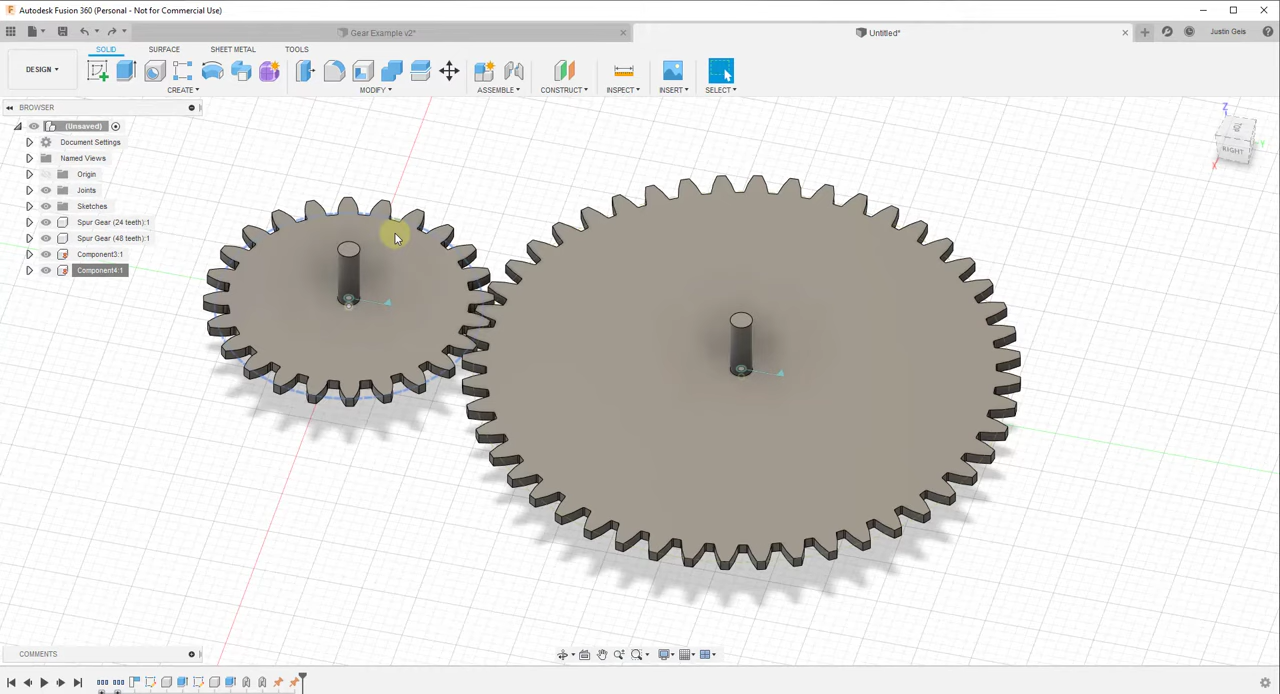 Autodesk Fusion 360 (Personal - Not for Commercial Use)
Gear Example v2*
Untitled*
Justin Geis
DESIGN
SOLID
SURFACE
SHEET METAL
TOOLS
CREATE
MODIFY
ASSEMBLE
CONSTRUCT
INSPECT
INSERT
SELECT
BROWSER
(Unsaved)
Document Settings
Named Views
Origin
Joints
Sketches
Spur Gear (24 teeth):1
Spur Gear (48 teeth):1
Component3:1
Component4:1
Z
Y
X
RIGHT
COMMENTS